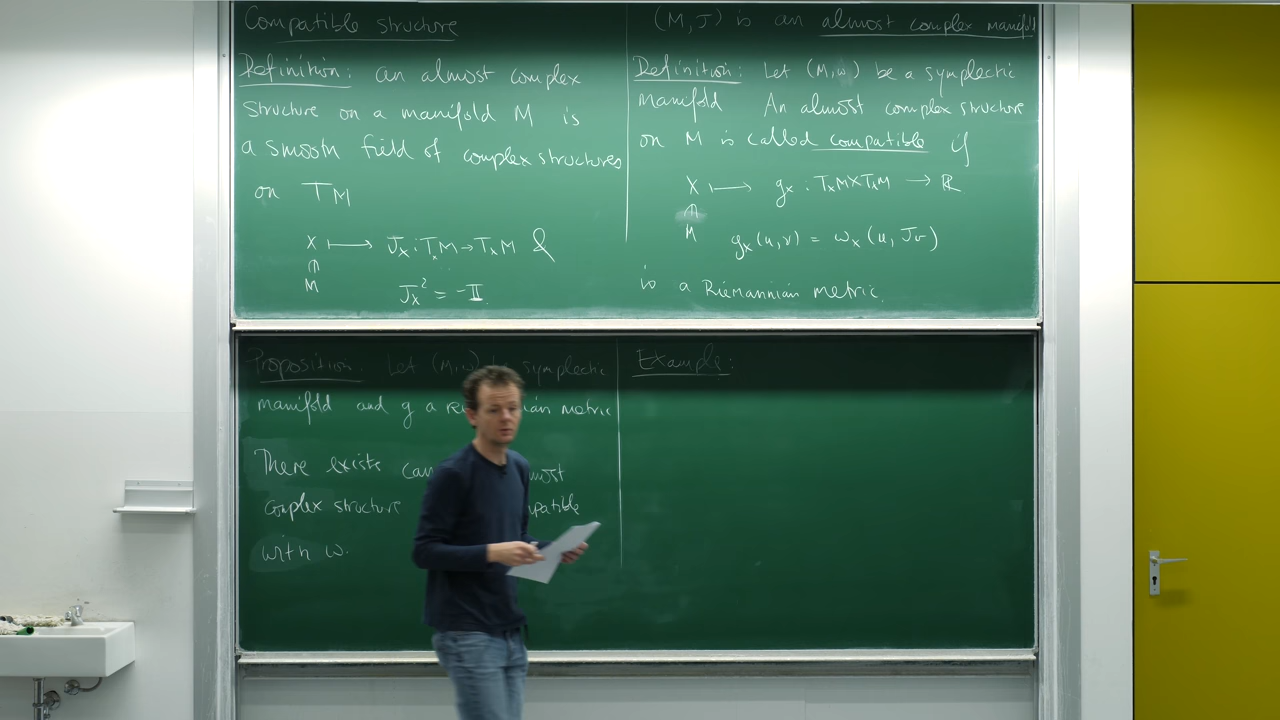 Compatible structure
Definition: an almost complex
structure on a manifold M is
a smooth field of complex structures
on TM
x ⟼ Jx : TxM → TxM &
∈
M
Jx² = -𝟙
(M, J) is an almost complex manifold
Definition: Let (M, ω) be a symplectic
manifold An almost complex structure
on M is called compatible if
x ⟼ gx : TxM × TxM → ℝ
∈
M
gx(u, v) = ωx(u, Jv)
is a Riemannian metric.
Proposition: Let (M, ω) symplectic
manifold and g a metric
There exists
complex structure
with ω.
Example: